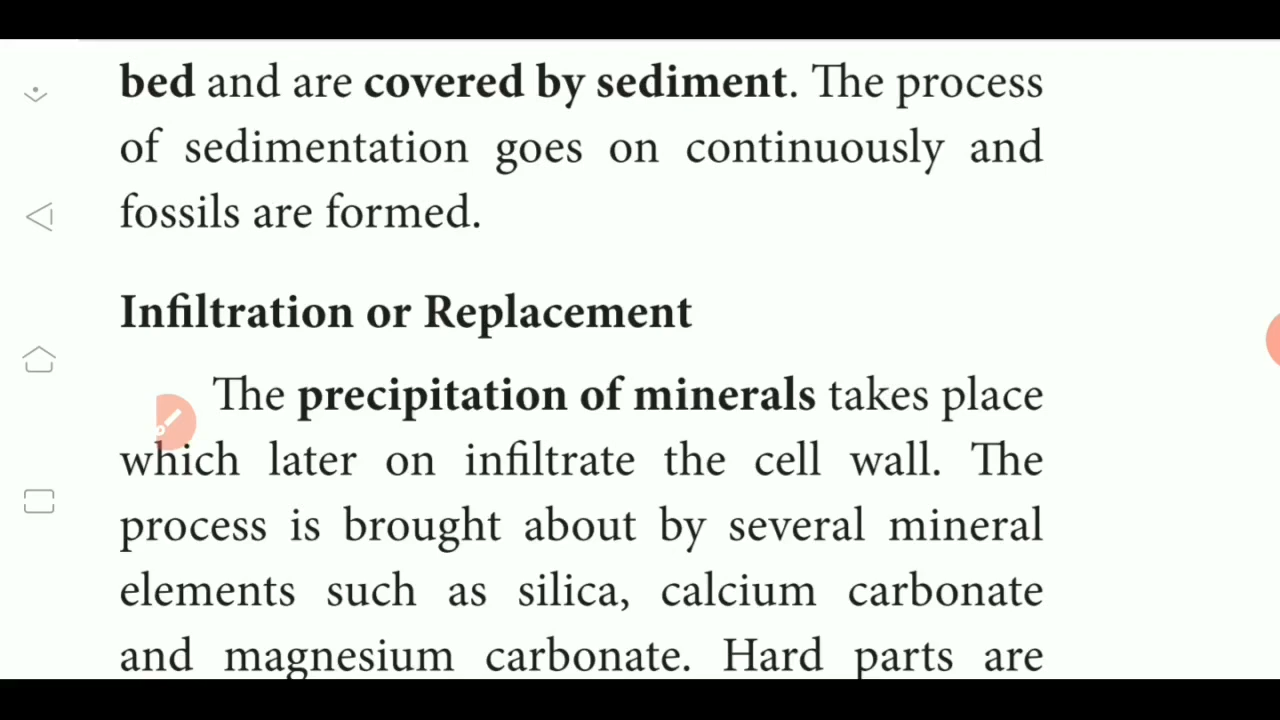 bed and are covered by sediment. The process
of sedimentation goes on continuously and
fossils are formed.
Infiltration or Replacement
The precipitation of minerals takes place
which later on infiltrate the cell wall. The
process is brought about by several mineral
elements such as silica, calcium carbonate
and magnesium carbonate. Hard parts are